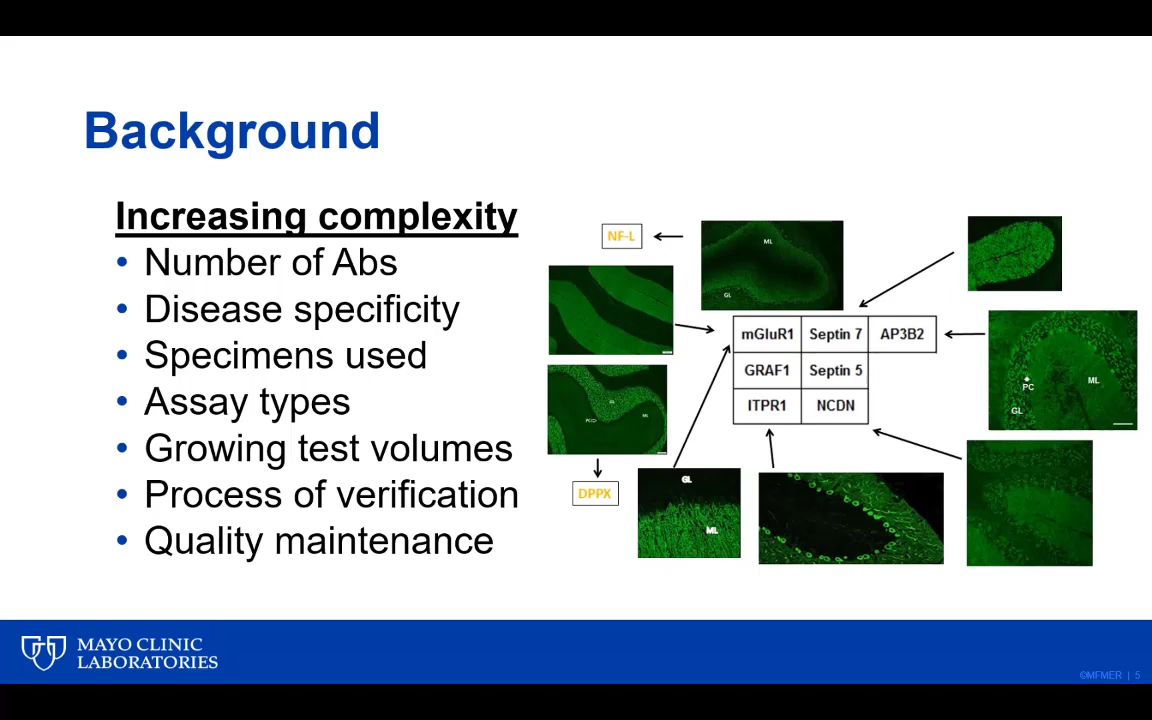 Background
Increasing complexity
• Number of Abs
• Disease specificity
• Specimens used
• Assay types
• Growing test volumes
• Process of verification
• Quality maintenance
NF-L
ML
GL
mGluR1 Septin 7 AP3B2
GRAF1 Septin 5
ITPR1 NCDN
PC
ML
GL
GL
ML
DPPX
GL
ML
MAYO CLINIC
LABORATORIES
©MFMER | 5